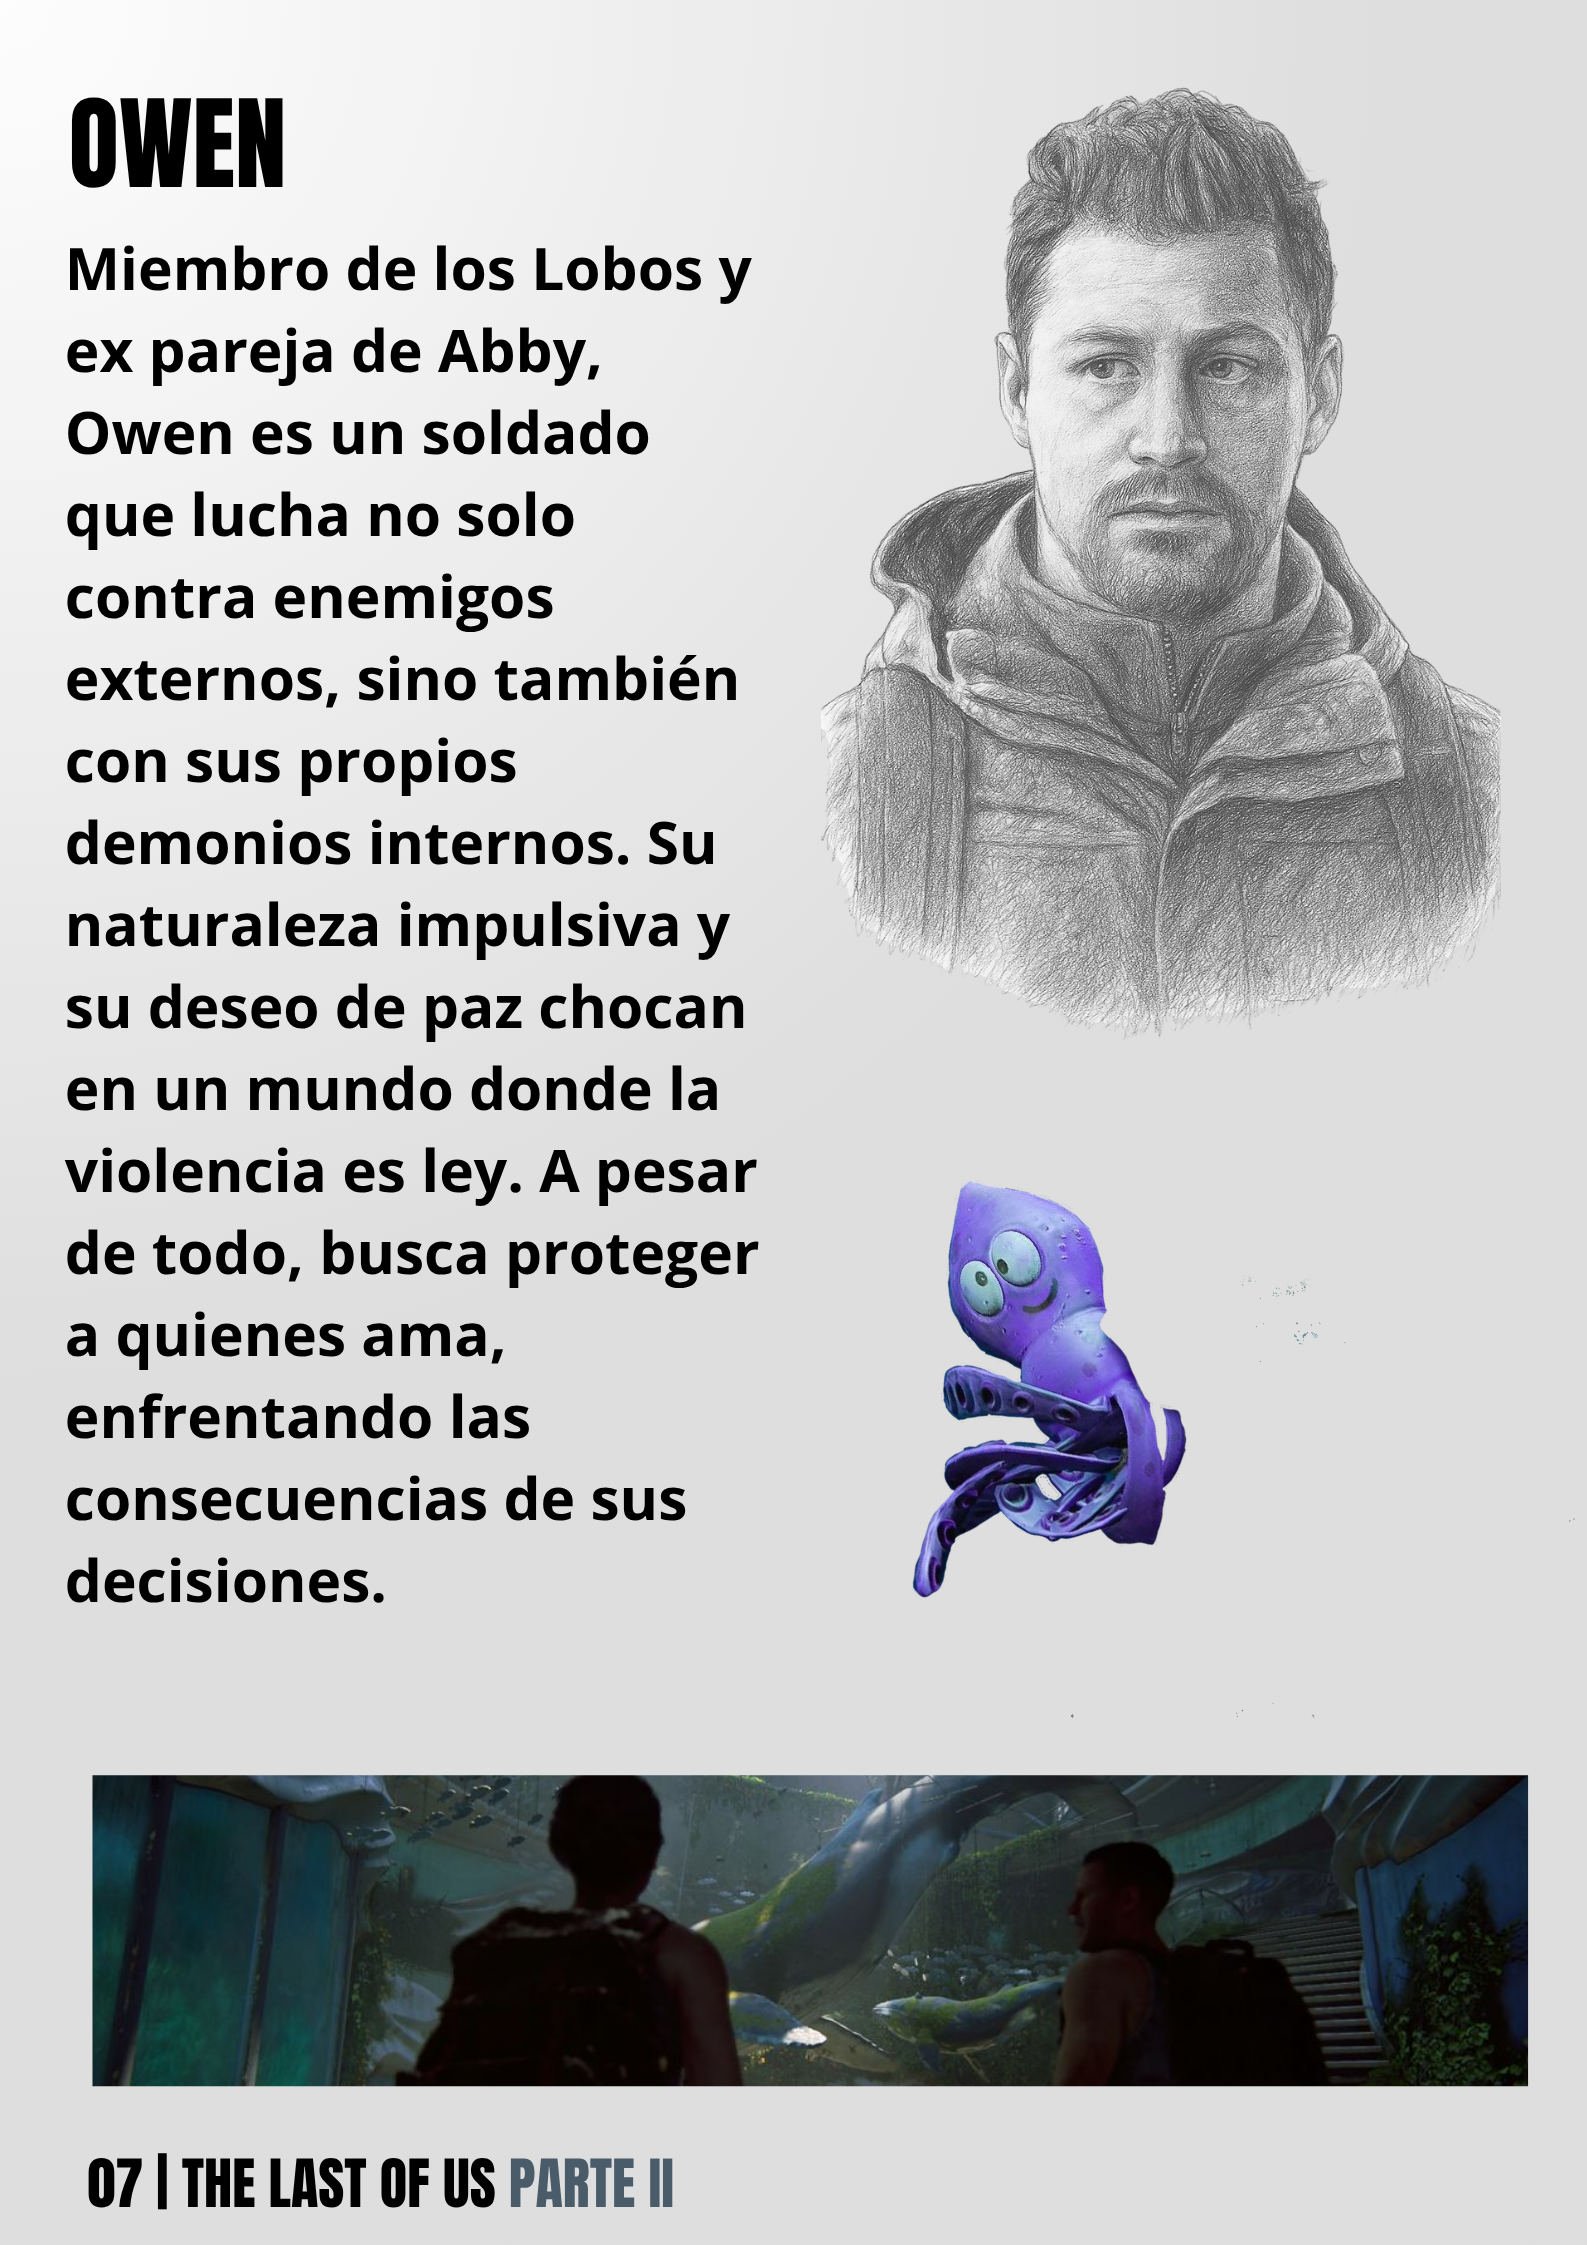 OWEN
Miembro de los Lobos y
ex pareja de Abby,
Owen es un soldado
que lucha no solo
contra enemigos
externos, sino también
con sus propios
demonios internos. Su
naturaleza impulsiva y
su deseo de paz chocan
en un mundo donde la
violencia es ley. A pesar
de todo, busca proteger
a quienes ama,
enfrentando las
consecuencias de sus
decisiones.
07 | THE LAST OF US PARTE II